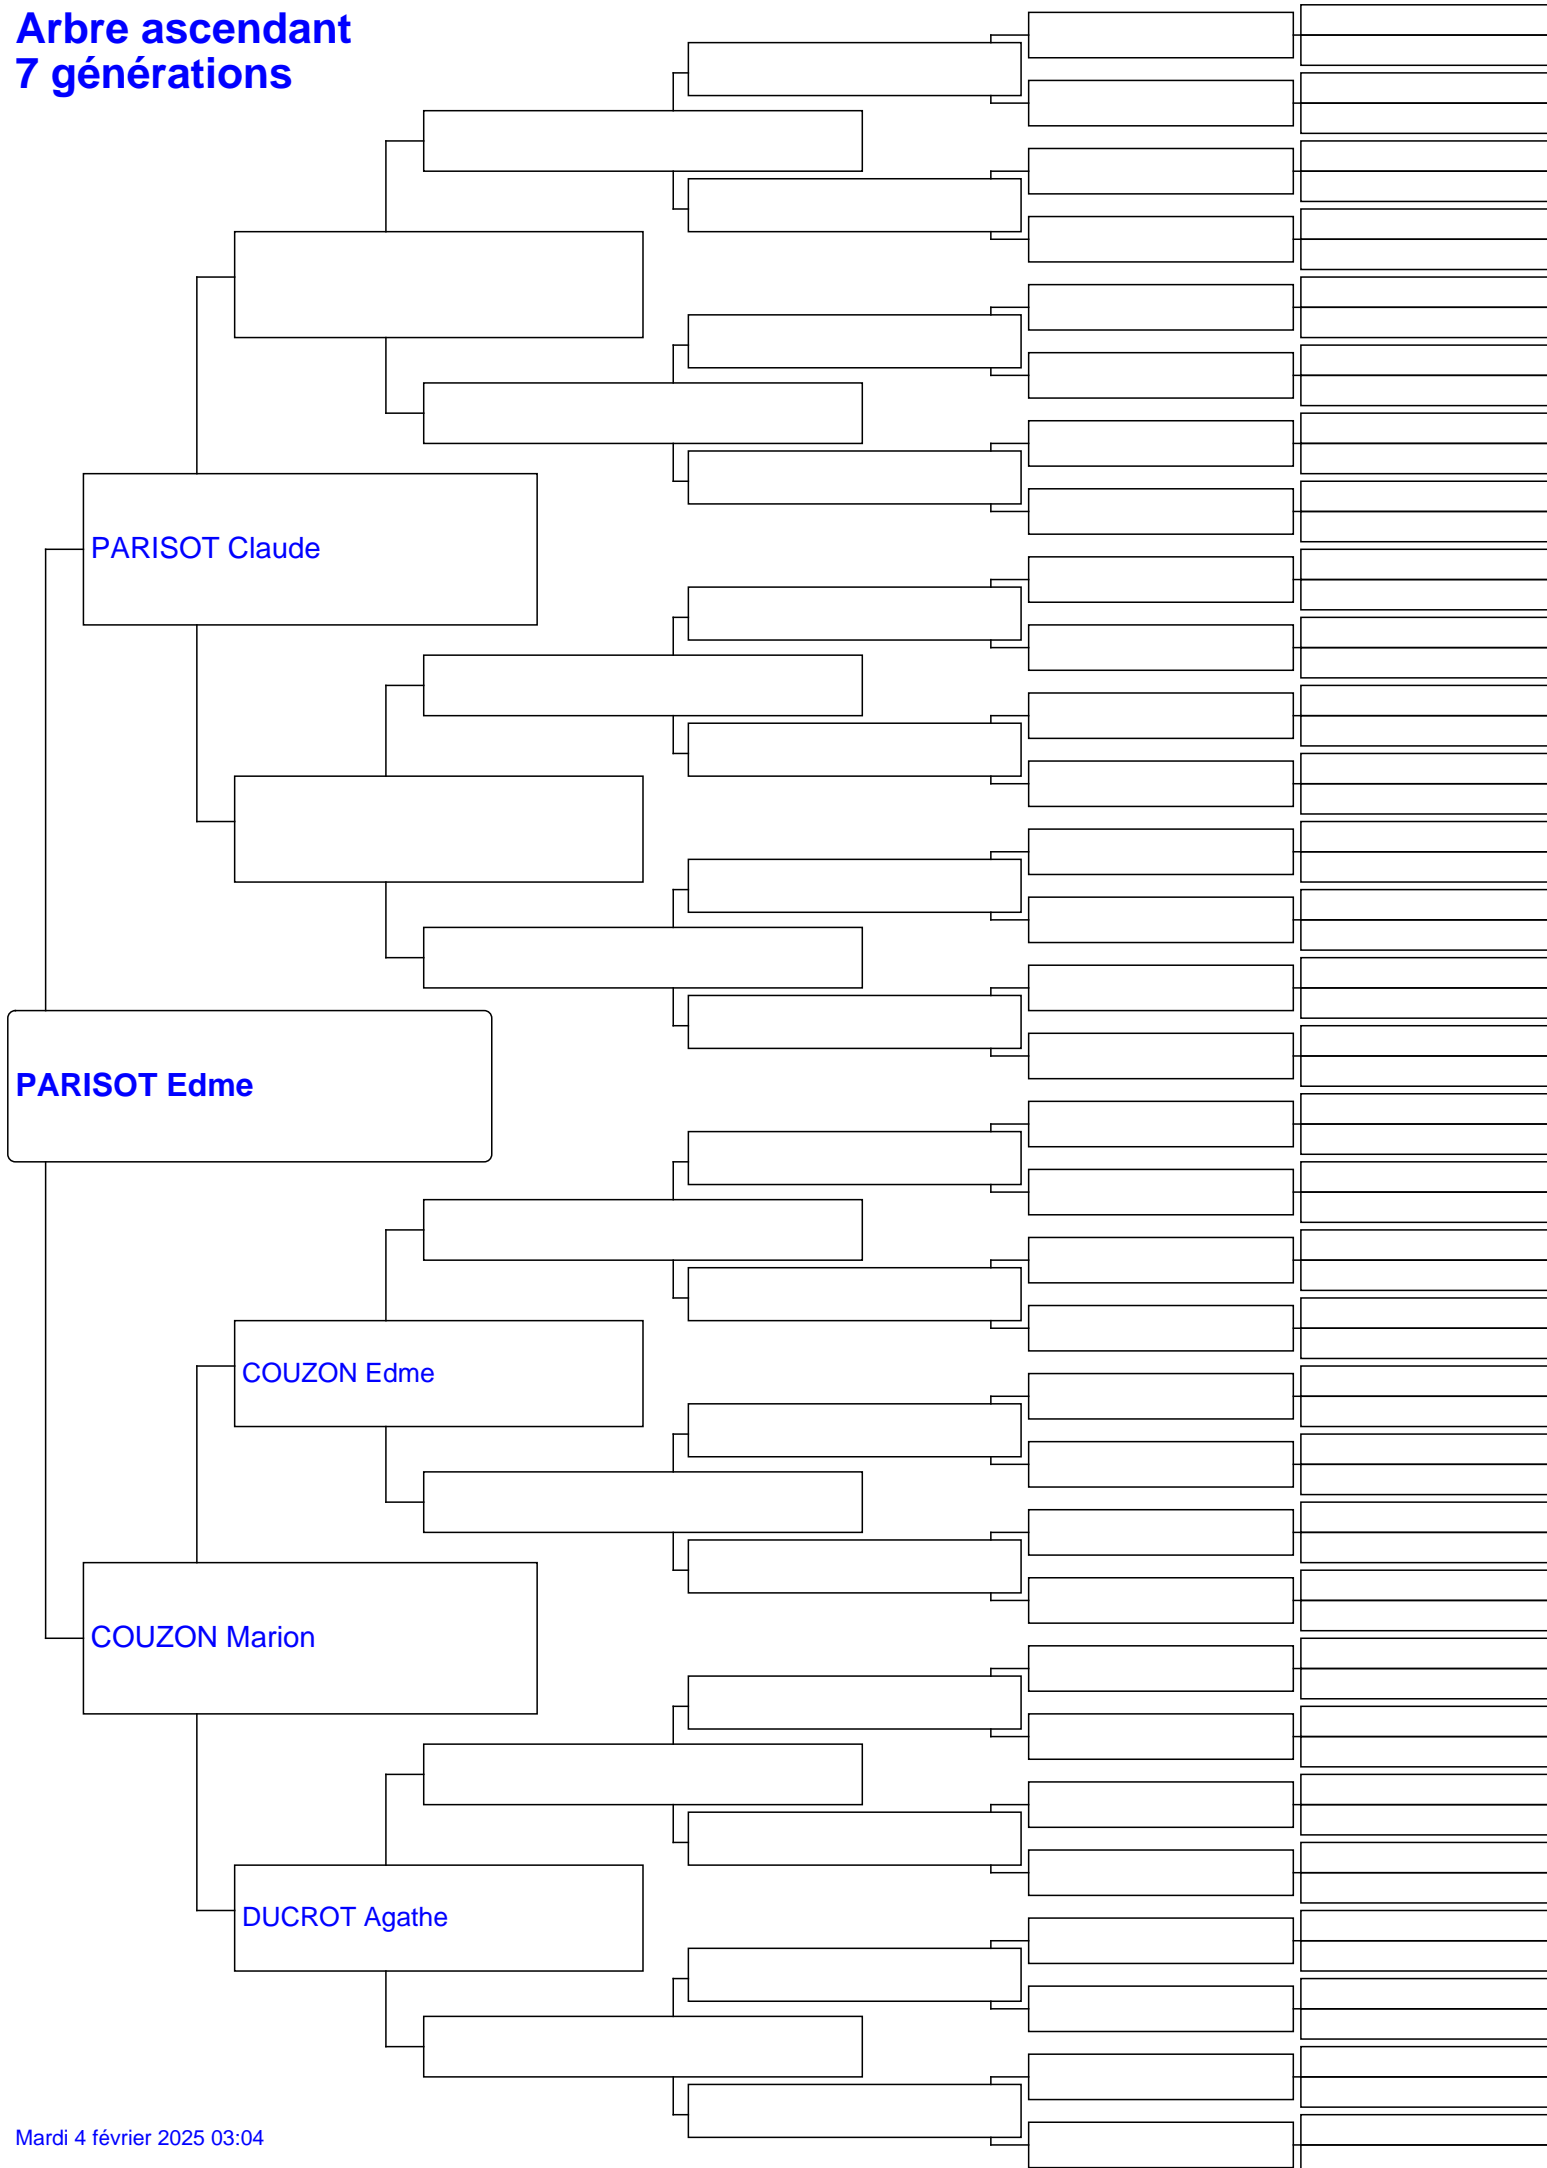 Arbre ascendant
7 générations
PARISOT Claude
PARISOT Edme
COUZON Edme
COUZON Marion
DUCROT Agathe
Mardi 4 février 2025 03:04